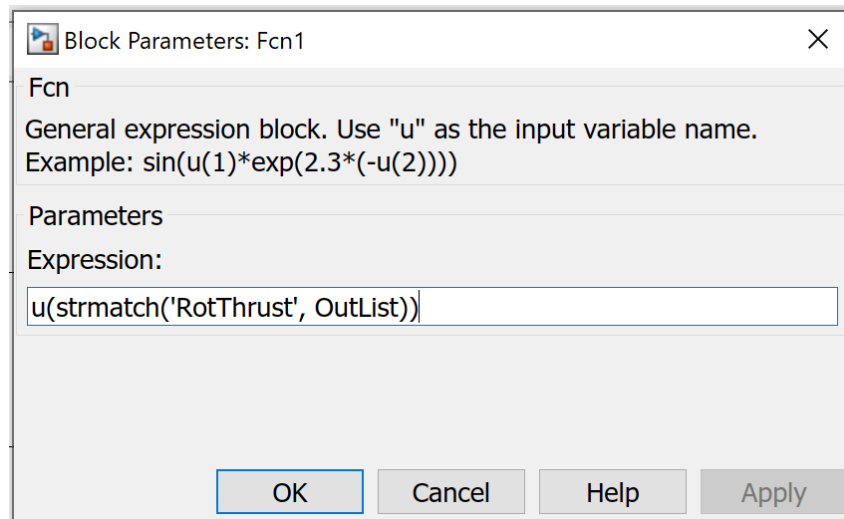 Block Parameters: Fcn1
Fcn
General expression block. Use "u" as the input variable name.
Example: sin(u(1)*exp(2.3*(-u(2))))
Parameters
Expression:
u(strmatch('RotThrust', OutList))
OK Cancel Help Apply